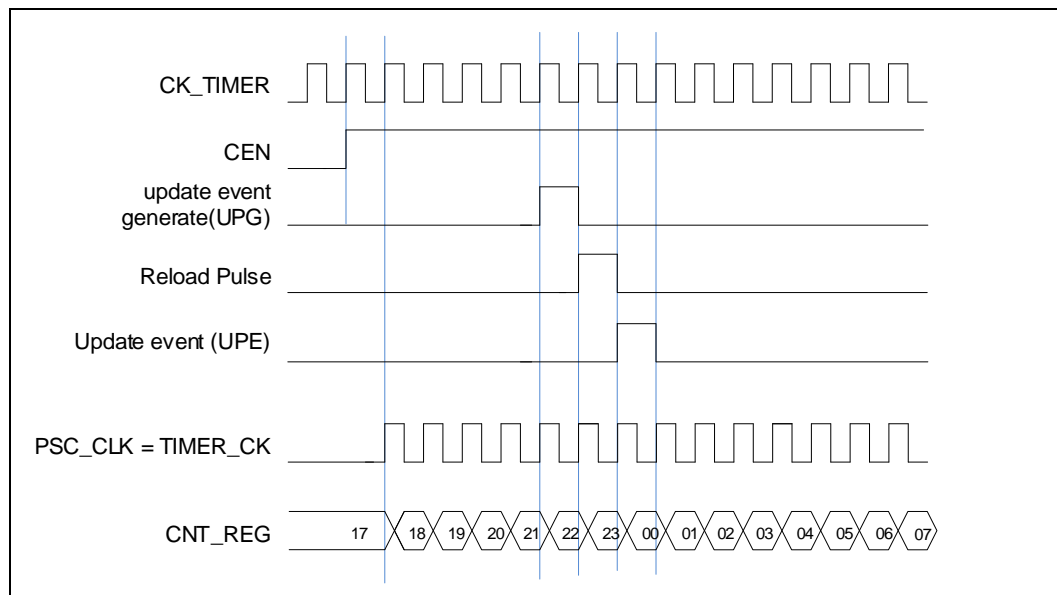 CK_TIMER
CEN
update event
generate(UPG)
Reload Pulse
Update event (UPE)
PSC_CLK = TIMER_CK
CNT_REG 17 18 19 20 21 22 23 00 01 02 03 04 05 06 07